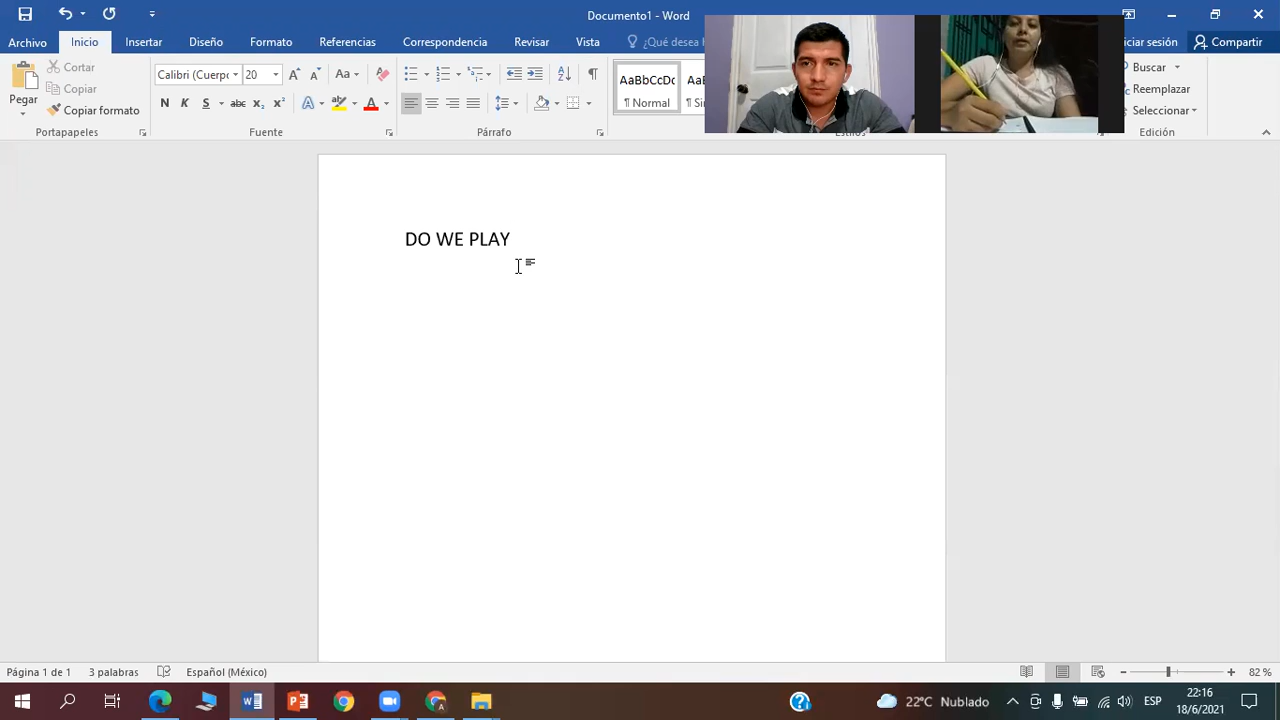 Documento1 - Word
Archivo
Inicio
Insertar
Diseño
Formato
Referencias
Correspondencia
Revisar
Vista
¿Qué desea
iciar sesión
Compartir
Pegar
Cortar
Copiar
Copiar formato
Portapapeles
Calibri (Cuerpo
20
Aa
N K S abc x₂ x²
Fuente
Párrafo
AaBbCcDc
¶ Normal
AaB
¶ Sin
Estilos
Buscar
Reemplazar
Seleccionar
Edición
DO WE PLAY
Página 1 de 1
3 palabras
Español (México)
82 %
22°C Nublado
ESP
22:16
18/6/2021